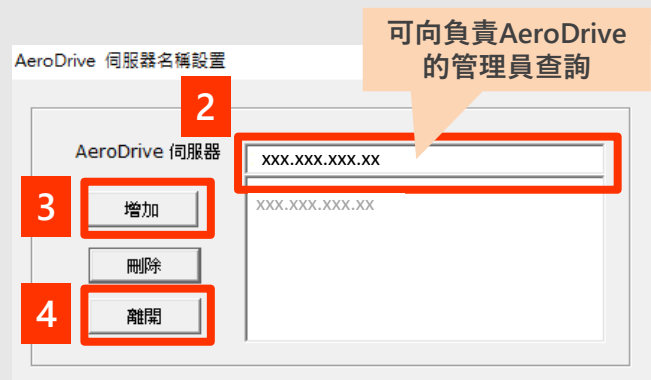 可向負責AeroDrive
的管理員查詢
AeroDrive 伺服器名稱設置
2
AeroDrive 伺服器
xxx.xxx.xxx.xx
3
增加
xxx.xxx.xxx.xx
刪除
4
離開